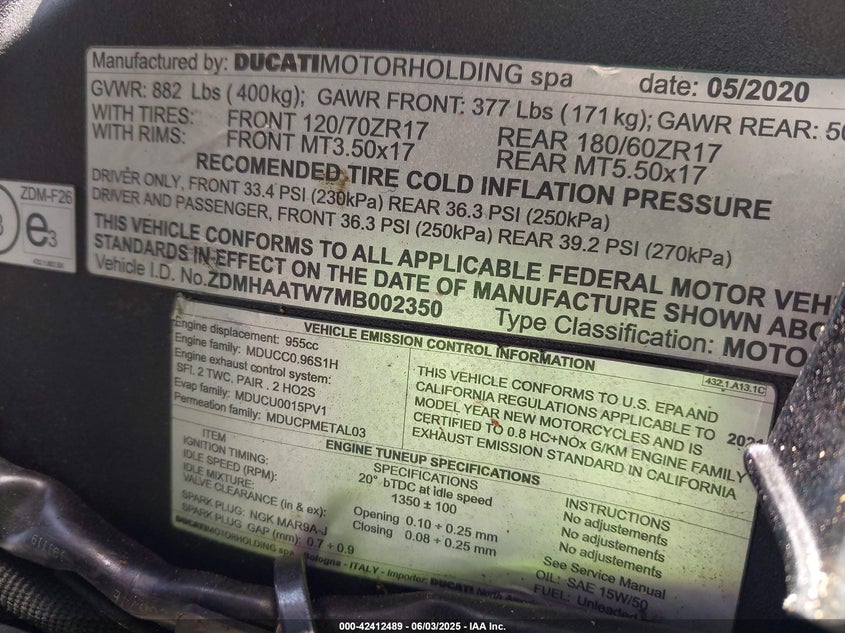 Manufactured by: DUCATIMOTORHOLDING spa date: 05/2020
GVWR: 882 Lbs (400kg); GAWR FRONT: 377 Lbs (171kg); GAWR REAR:
WITH TIRES: FRONT 120/70ZR17 REAR 180/60ZR17
WITH RIMS: FRONT MT3.50x17 REAR MT5.50x17
RECOMENDED TIRE COLD INFLATION PRESSURE
DRIVER ONLY, FRONT 33.4 PSI (230kPa) REAR 36.3 PSI (250kPa)
DRIVER AND PASSENGER, FRONT 36.3 PSI (250kPa) REAR 39.2 PSI (270kPa)
THIS VEHICLE CONFORMS TO ALL APPLICABLE FEDERAL MOTOR VEH
STANDARDS IN EFFECT ON THE DATE OF MANUFACTURE SHOWN ABO
Vehicle I.D. No. ZDMHAATW7MB002350 Type Classification: MOTO
ZDM-F26
e3
VEHICLE EMISSION CONTROL INFORMATION
432.1.A13.1C
Engine displacement: 955cc
Engine family: MDUCC0.96S1H
Engine exhaust control system:
SFI. 2 TWC. PAIR . 2 HO2S
Evap family: MDUCU0015PV1
Permeation family: MDUCPMETAL03
THIS VEHICLE CONFORMS TO U.S. EPA AND
CALIFORNIA REGULATIONS APPLICABLE TO 2021
MODEL YEAR NEW MOTORCYCLES AND IS
CERTIFIED TO 0.8 HC+NOx G/KM ENGINE FAMILY
EXHAUST EMISSION STANDARD IN CALIFORNIA
ENGINE TUNEUP SPECIFICATIONS
ITEM SPECIFICATIONS INSTRUCTIONS
IGNITION TIMING: 20° bTDC at idle speed No adjustements
IDLE SPEED (RPM): 1350 ± 100 No adjustements
IDLE MIXTURE: No adjustements
VALVE CLEARANCE (in & ex): Opening 0.10 ÷ 0.25 mm
Closing 0.08 ÷ 0.25 mm See Service Manual
SPARK PLUG: NGK MAR9A-J OIL: SAE 15W/50
SPARK PLUG GAP (mm): 0.7 ÷ 0.9 FUEL: Unleaded
DUCATIMOTORHOLDING spa. Bologna - ITALY - Importer: DUCATI North
000-42412489 - 06/03/2025 - IAA Inc.